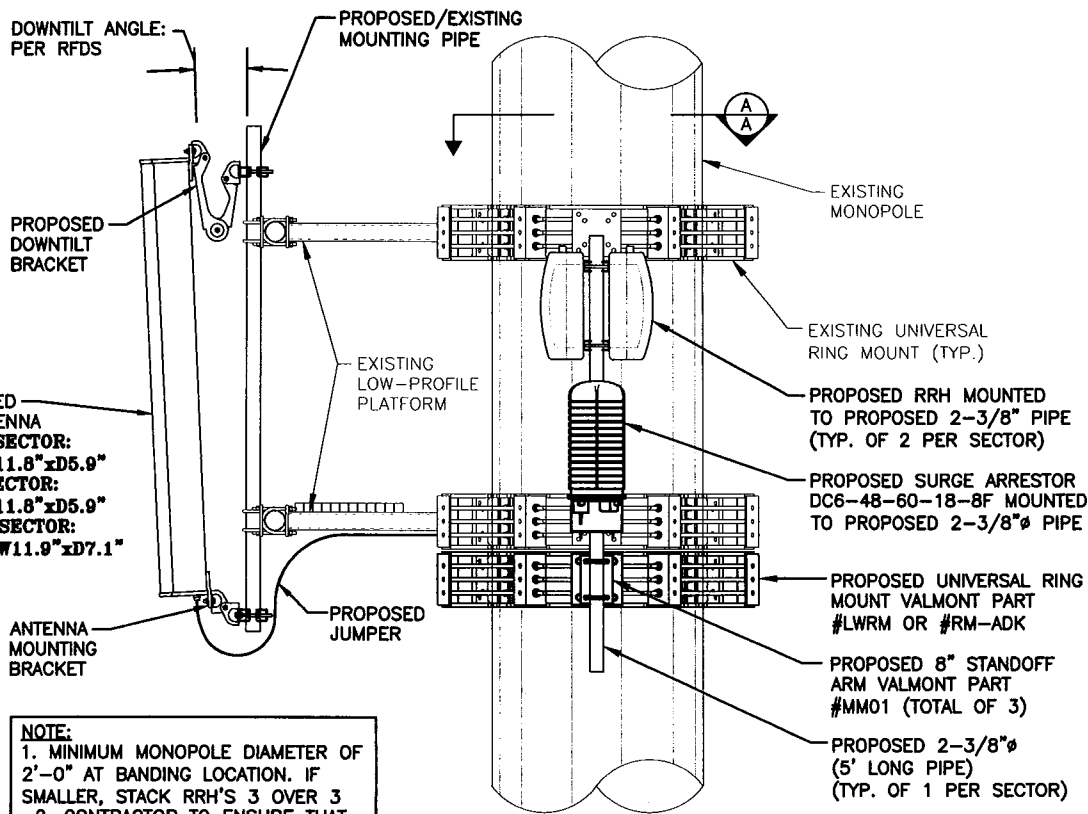 DOWNTILT ANGLE:
PER RFDS
PROPOSED/EXISTING
MOUNTING PIPE
A
A
EXISTING
MONOPOLE
PROPOSED
DOWNTILT
BRACKET
EXISTING UNIVERSAL
RING MOUNT (TYP.)
EXISTING
LOW-PROFILE
PLATFORM
PROPOSED RRH MOUNTED
TO PROPOSED 2-3/8" PIPE
(TYP. OF 2 PER SECTOR)
SECTOR:
11.8"xD5.9"
11.8"xD5.9"
SECTOR:
W11.9"xD7.1"
PROPOSED SURGE ARRESTOR
DC6-48-60-18-8F MOUNTED
TO PROPOSED 2-3/8"ø PIPE
PROPOSED UNIVERSAL RING
MOUNT VALMONT PART
#LWRM OR #RM-ADK
ANTENNA
MOUNTING
BRACKET
PROPOSED
JUMPER
PROPOSED 8" STANDOFF
ARM VALMONT PART
#MM01 (TOTAL OF 3)
PROPOSED 2-3/8"ø
(5' LONG PIPE)
(TYP. OF 1 PER SECTOR)
NOTE:
1. MINIMUM MONOPOLE DIAMETER OF
2'-0" AT BANDING LOCATION. IF
SMALLER, STACK RRH'S 3 OVER 3
2. CONTRACTOR TO ENSURE THAT